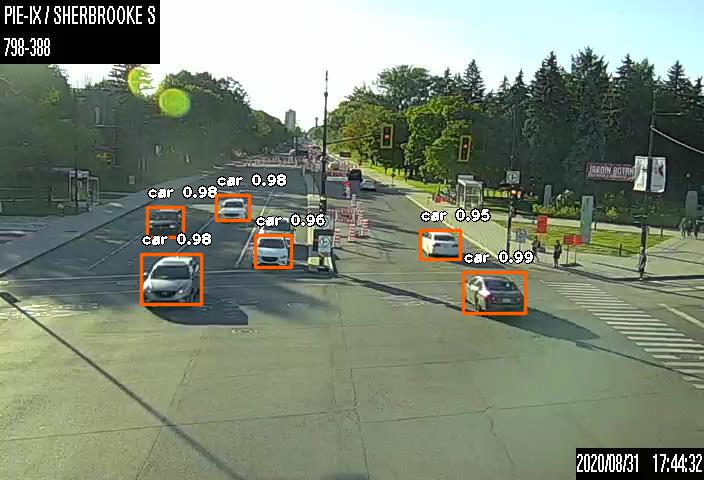 PIE-IX / SHERBROOKE S
798-388
car 0.98
car 0.98
car 0.96
car 0.95
car 0.98
car 0.99
JARDIN BOTAN
2020/08/31 17:44:32